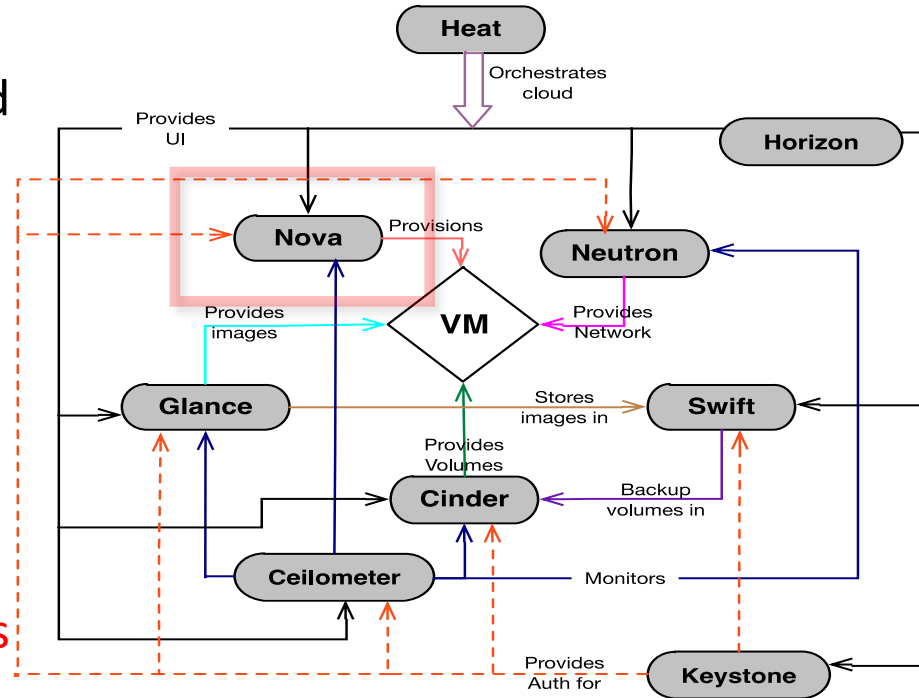 Heat
Orchestrates
cloud
d
Provides
UI
Horizon
Nova
Provisions
Neutron
Provides
images
VM
Provides
Network
Glance
Stores
images in
Swift
Provides
Volumes
Cinder
Backup
volumes in
Ceilometer
Monitors
s
Provides
Auth for
Keystone